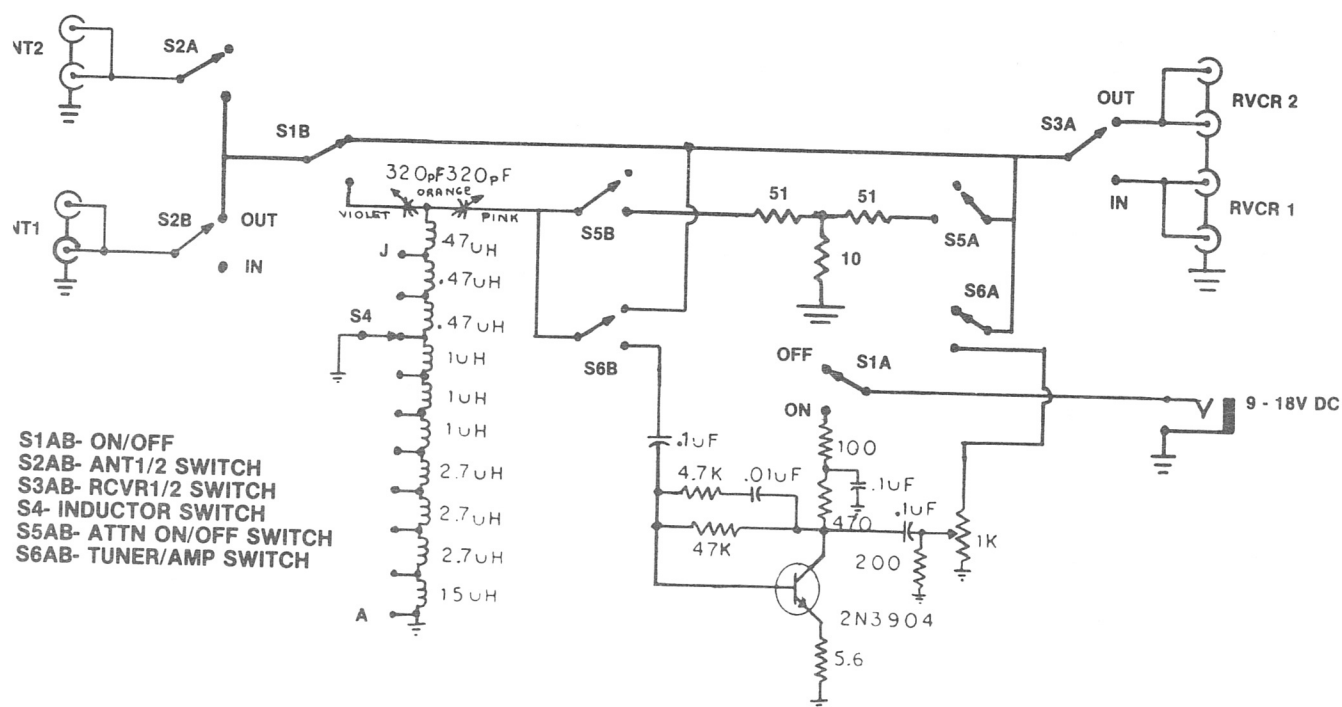 NT2
S2A
OUT
RVCR 2
S1B
S3A
320pF
320pF
ORANGE
VIOLET
PINK
51
51
IN
RVCR 1
NT1
S2B
OUT
IN
S5B
S5A
10
J
.47uH
.47uH
.47uH
S4
S6A
S6B
OFF
S1A
ON
9 - 18V DC
1uH
1uH
1uH
2.7uH
2.7uH
2.7uH
15uH
A
S1AB- ON/OFF
S2AB- ANT1/2 SWITCH
S3AB- RCVR1/2 SWITCH
S4- INDUCTOR SWITCH
S5AB- ATTN ON/OFF SWITCH
S6AB- TUNER/AMP SWITCH
.1uF
100
4.7K
.01uF
.1uF
470
.1uF
47K
200
1K
2N3904
5.6